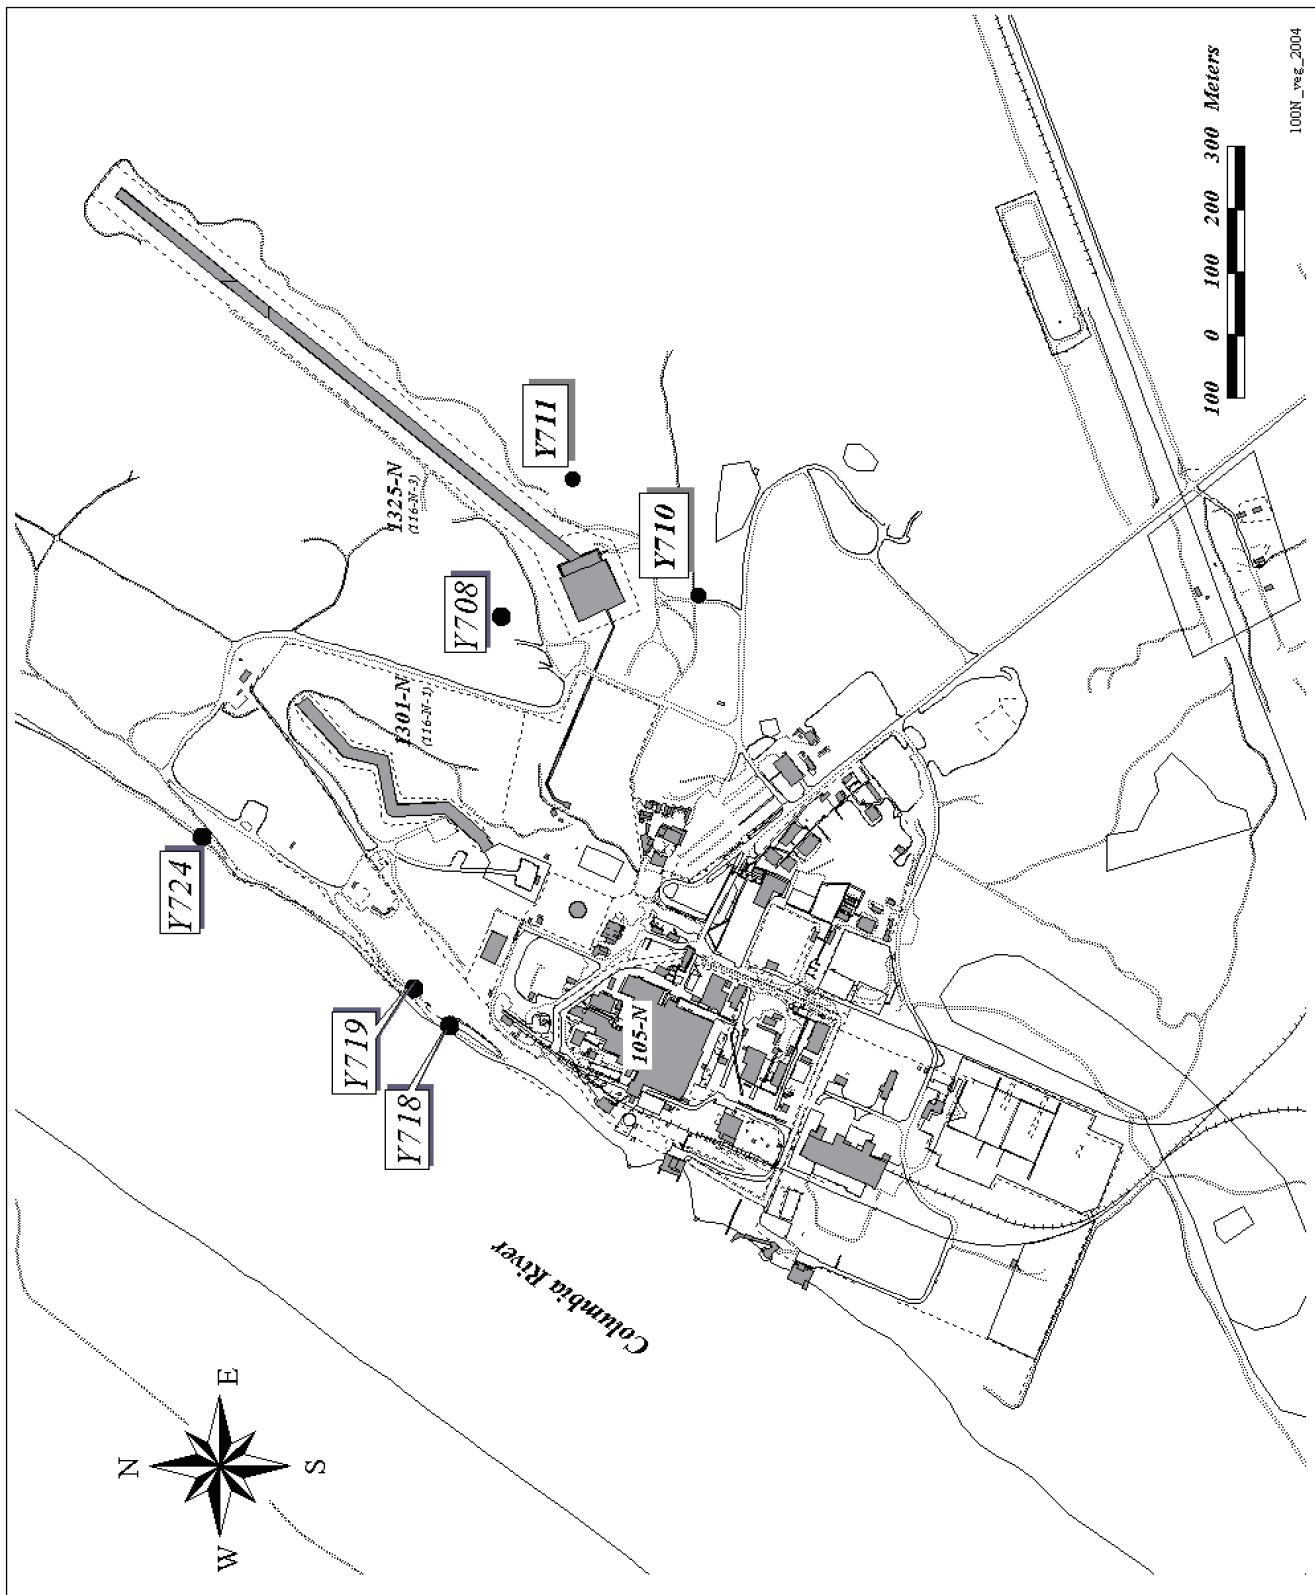 100N_veg_2004
100 0 100 200 300 Meters
Y711
1325-N
(116-N-3)
Y710
Y708
1301-N
(116-N-1)
Y724
Y719
Y718
105-N
Columbia River
N
E
S
W